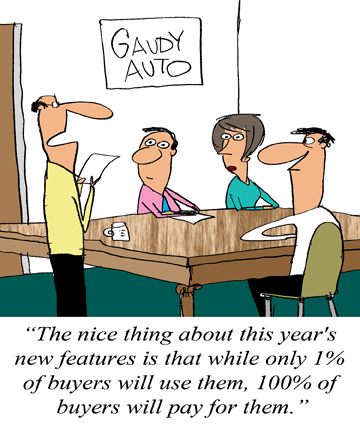 GAUDY
AUTO
“The nice thing about this year's
new features is that while only 1%
of buyers will use them, 100% of
buyers will pay for them.”